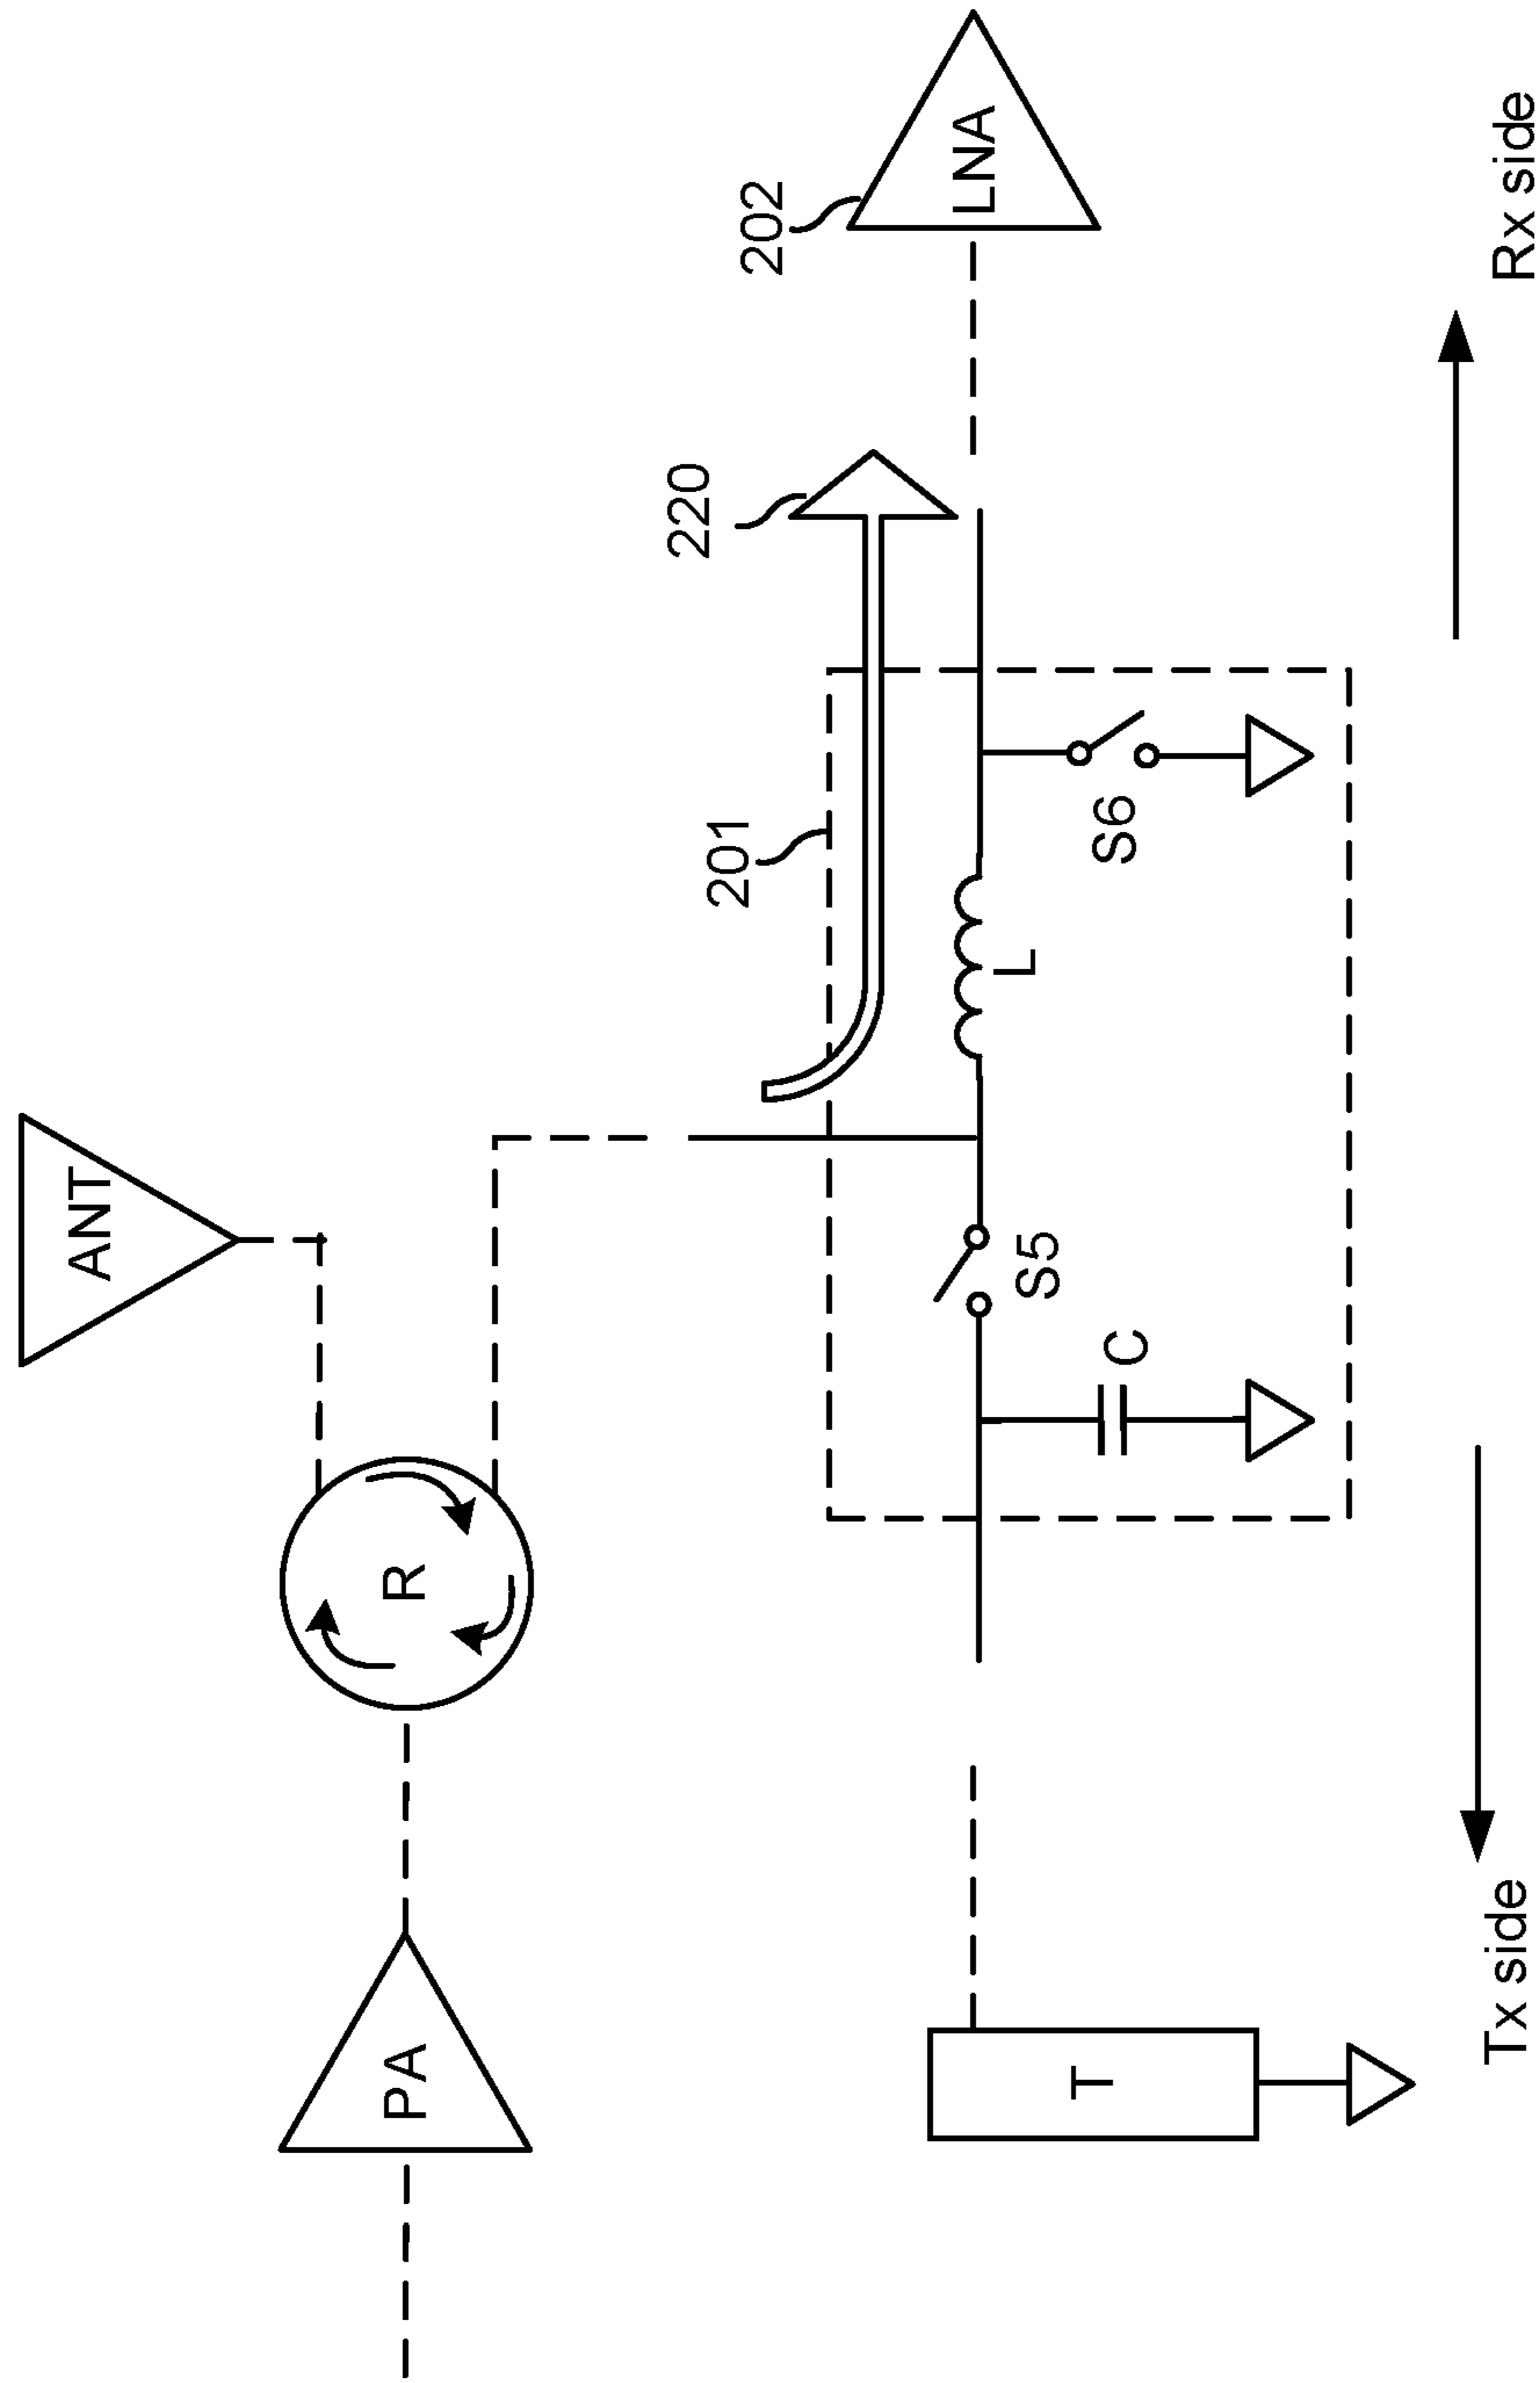 ANT
PA
R
220
202
LNA
201
L
S5
S6
C
T
Tx side
Rx side